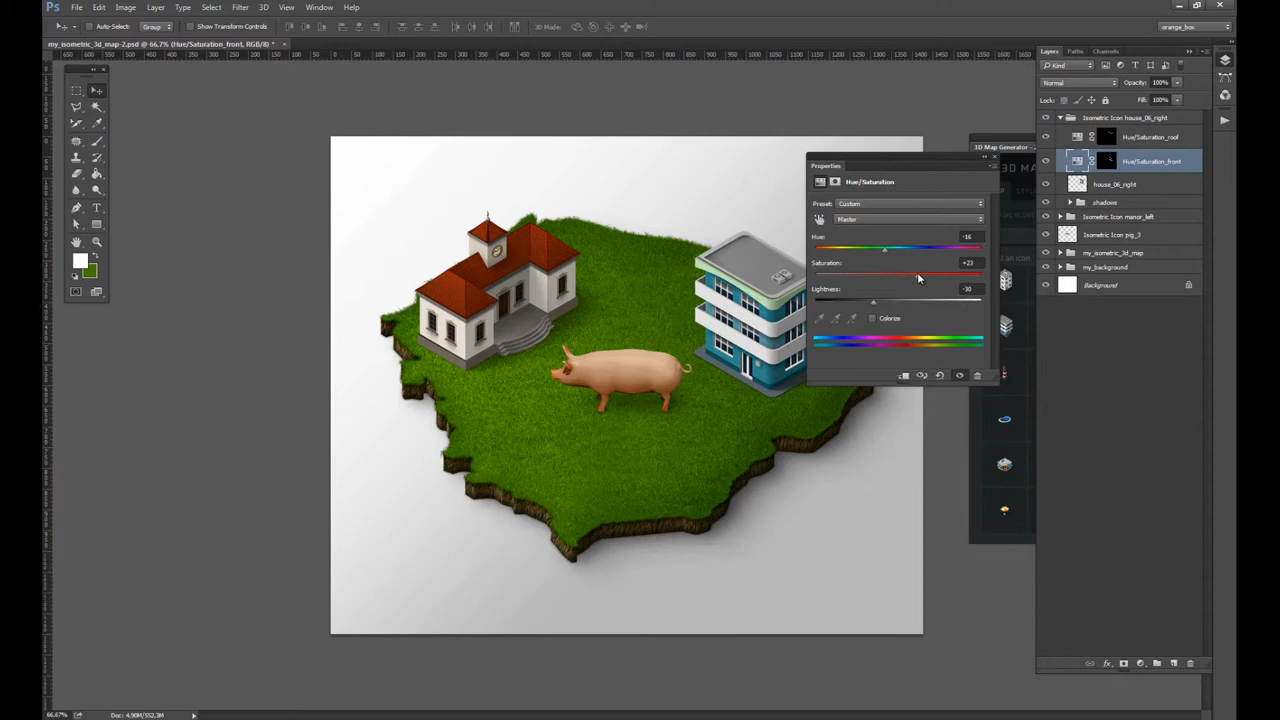 Ps File Edit Image Layer Type Select Filter 3D View Window Help
Auto-Select: Group Show Transform Controls 3D Mode: orange_box
my_isometric_3d_map-2.psd @ 66,7% (Hue/Saturation_front, RGB/8) *
Layers Paths Channels
Kind
Normal Opacity: 100%
Lock: Fill: 100%
Isometric Icon house_06_right
Hue/Saturation_roof
Hue/Saturation_front
house_06_right
shadows
Isometric Icon manor_left
Isometric Icon pig_3
my_isometric_3d_map
my_background
Background
3D Map Generator - 2
3D MAP
Properties
Hue/Saturation
Preset: Custom
Master
Hue: -16
Saturation: +23
Lightness: -30
Colorize
66.67% Doc: 4.90M/552.3M